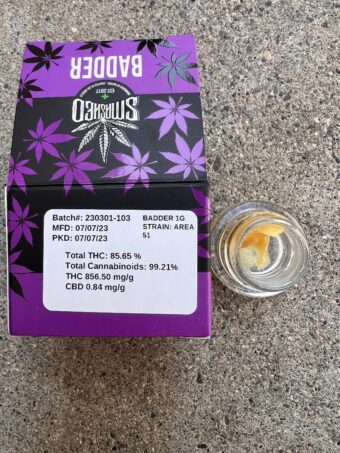 BADDER
EST. 2017
SMASHED
Batch#: 230301-103
MFD: 07/07/23
PKD: 07/07/23
BADDER 1G
STRAIN: AREA
51
Total THC: 85.65 %
Total Cannabinoids: 99.21%
THC 856.50 mg/g
CBD 0.84 mg/g